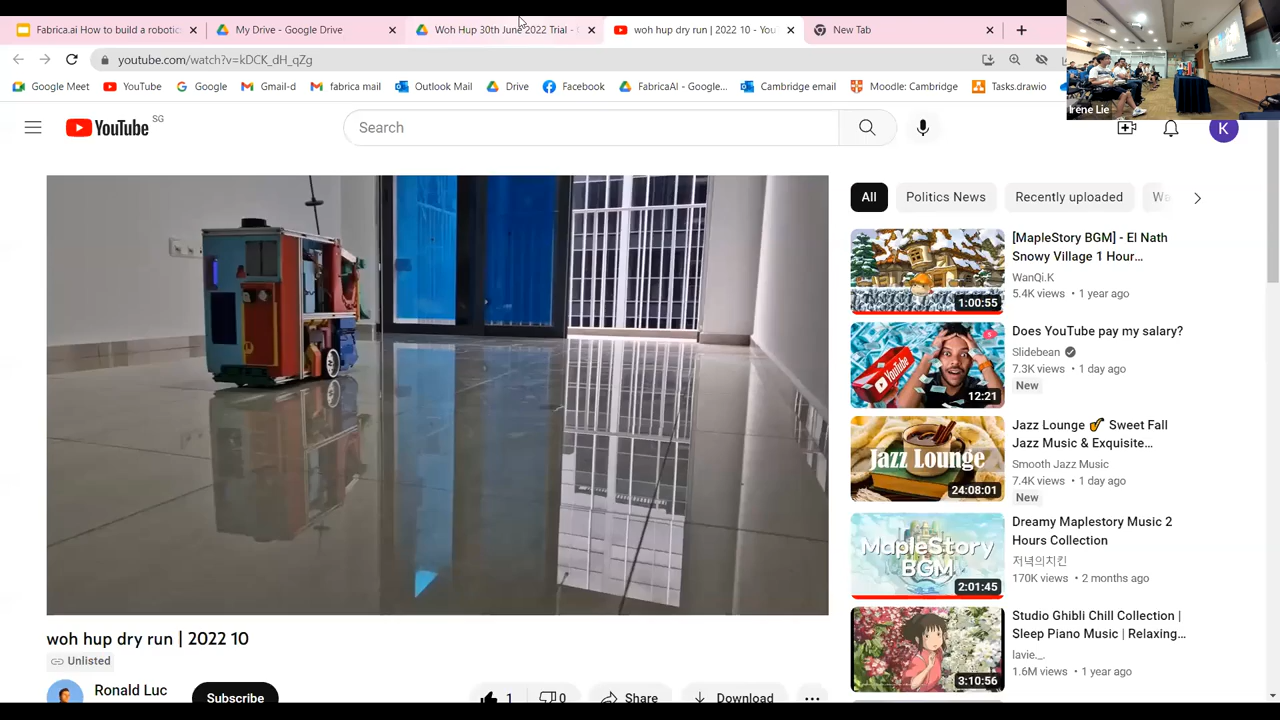 Fabrica.ai How to build a robotic
My Drive - Google Drive
Woh Hup 30th June 2022 Trial -
woh hup dry run | 2022 10 - You
New Tab
youtube.com/watch?v=kDCK_dH_qZg
Google Meet
YouTube
Google
Gmail-d
fabrica mail
Outlook Mail
Drive
Facebook
FabricaAI - Google...
Cambridge email
Moodle: Cambridge
Tasks.drawio
Irene Lie
YouTube SG
Search
K
All
Politics News
Recently uploaded
[MapleStory BGM] - El Nath
Snowy Village 1 Hour...
WanQi.K
5.4K views • 1 year ago
1:00:55
Does YouTube pay my salary?
Slidebean
7.3K views • 1 day ago
New
YouTube
12:21
Jazz Lounge 🎷 Sweet Fall
Jazz Music & Exquisite...
Smooth Jazz Music
7.4K views • 1 day ago
New
Jazz Lounge
24:08:01
Dreamy Maplestory Music 2
Hours Collection
저녁의치킨
170K views • 2 months ago
MapleStory
BGM
2:01:45
Studio Ghibli Chill Collection |
Sleep Piano Music | Relaxing...
lavie._.
1.6M views • 1 year ago
3:10:56
woh hup dry run | 2022 10
Unlisted
Ronald Luc
Subscribe
1
0
Share
Download